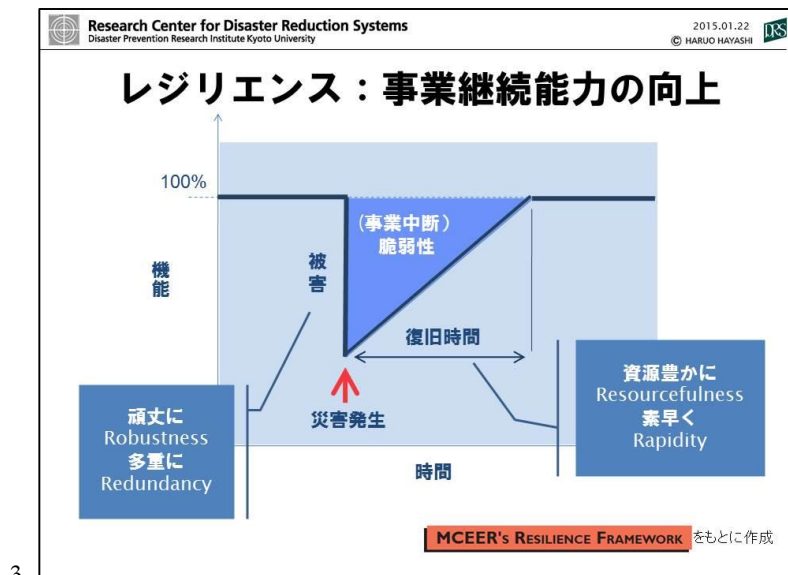 Research Center for Disaster Reduction Systems
Disaster Prevention Research Institute Kyoto University
2015.01.22
© HARUO HAYASHI
DRS
レジリエンス：事業継続能力の向上
100%
(事業中断）
脆弱性
機能
被害
復旧時間
災害発生
時間
頑丈に
Robustness
多重に
Redundancy
資源豊かに
Resourcefulness
素早く
Rapidity
MCEER's RESILIENCE FRAMEWORK をもとに作成
3